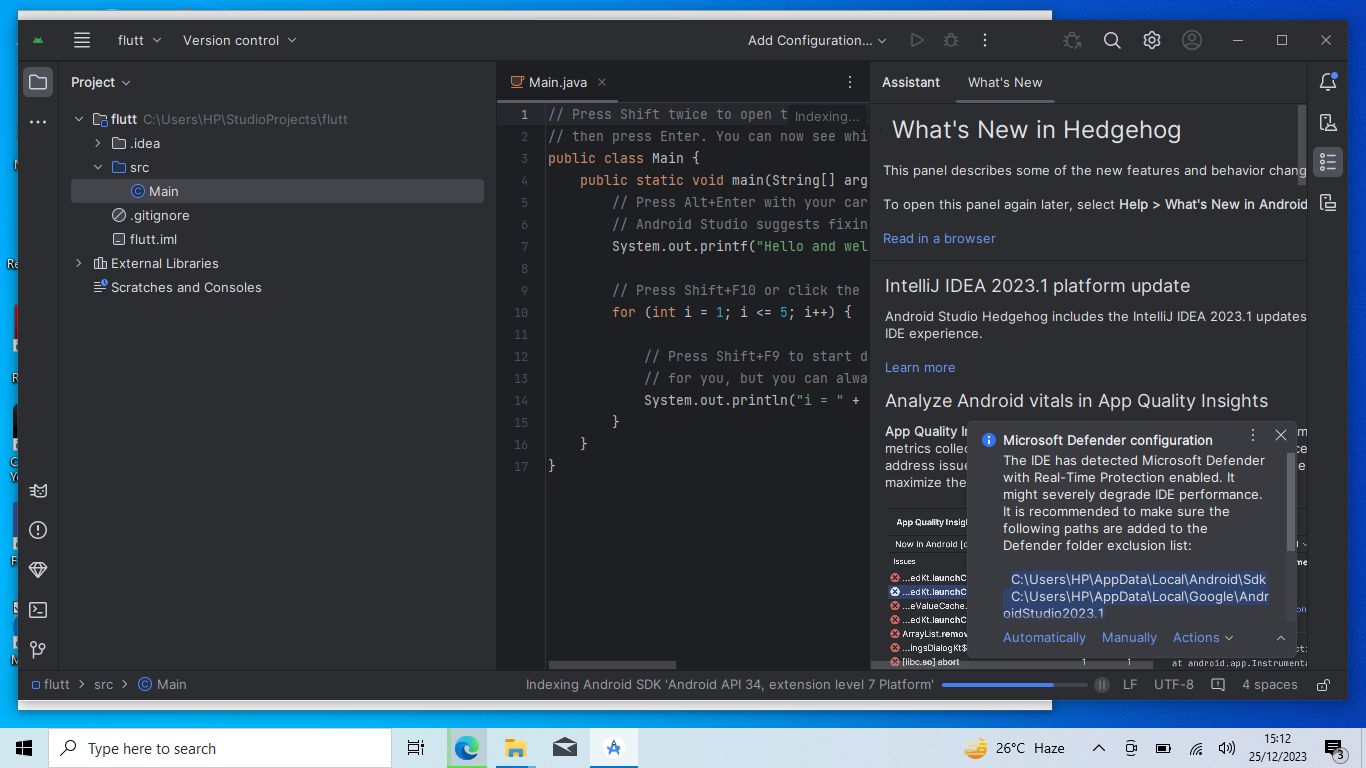 flutt
Version control
Add Configuration...
Project
Main.java
Assistant
What's New
flutt C:\Users\HP\StudioProjects\flutt
.idea
src
Main
.gitignore
flutt.iml
External Libraries
Scratches and Consoles
Indexing...
1 // Press Shift twice to open t
2 // then press Enter. You can now see whi
3 public class Main {
4 public static void main(String[] arg
5 // Press Alt+Enter with your car
6 // Android Studio suggests fixin
7 System.out.printf("Hello and wel
8
9 // Press Shift+F10 or click the
10 for (int i = 1; i <= 5; i++) {
11
12 // Press Shift+F9 to start d
13 // for you, but you can alwa
14 System.out.println("i = " +
15 }
16 }
17 }
What's New in Hedgehog
This panel describes some of the new features and behavior chang
To open this panel again later, select Help > What's New in Android
Read in a browser
IntelliJ IDEA 2023.1 platform update
Android Studio Hedgehog includes the IntelliJ IDEA 2023.1 updates
IDE experience.
Learn more
Analyze Android vitals in App Quality Insights
App Quality I
metrics collec
address issue
maximize the
App Quality Insigh
Now in Android [
Issues
...edKt.launchC
...edKt.launchC
...eValueCache.
...edKt.launchC
ArrayList.remov
...ingsDialogKt$
[libc.so] abort 1 1
at android.app.Instrumenta
Microsoft Defender configuration
The IDE has detected Microsoft Defender
with Real-Time Protection enabled. It
might severely degrade IDE performance.
It is recommended to make sure the
following paths are added to the
Defender folder exclusion list:
C:\Users\HP\AppData\Local\Android\Sdk
C:\Users\HP\AppData\Local\Google\Andr
oidStudio2023.1
Automatically Manually Actions
flutt > src > Main
Indexing Android SDK 'Android API 34, extension level 7 Platform'
LF UTF-8 4 spaces
Type here to search
26°C Haze
15:12
25/12/2023
3